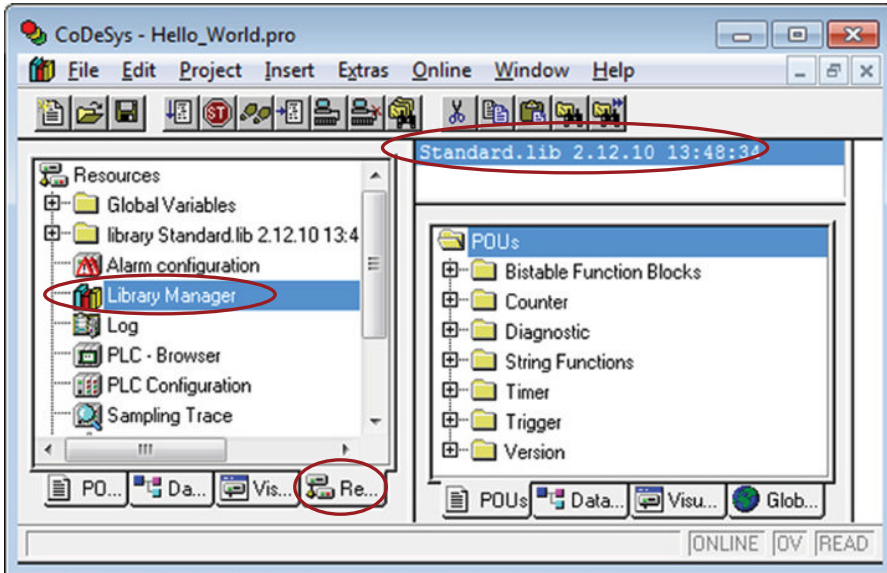 CoDeSys - Hello_World.pro
File Edit Project Insert Extras Online Window Help
ST
Standard.lib 2.12.10 13:48:34
Resources
Global Variables
library Standard.lib 2.12.10 13:4
Alarm configuration
Library Manager
Log
PLC - Browser
PLC Configuration
Sampling Trace
PO... Da... Vis... Re...
POUs
Bistable Function Blocks
Counter
Diagnostic
String Functions
Timer
Trigger
Version
POUs Data... Visu... Glob...
ONLINE OV READ